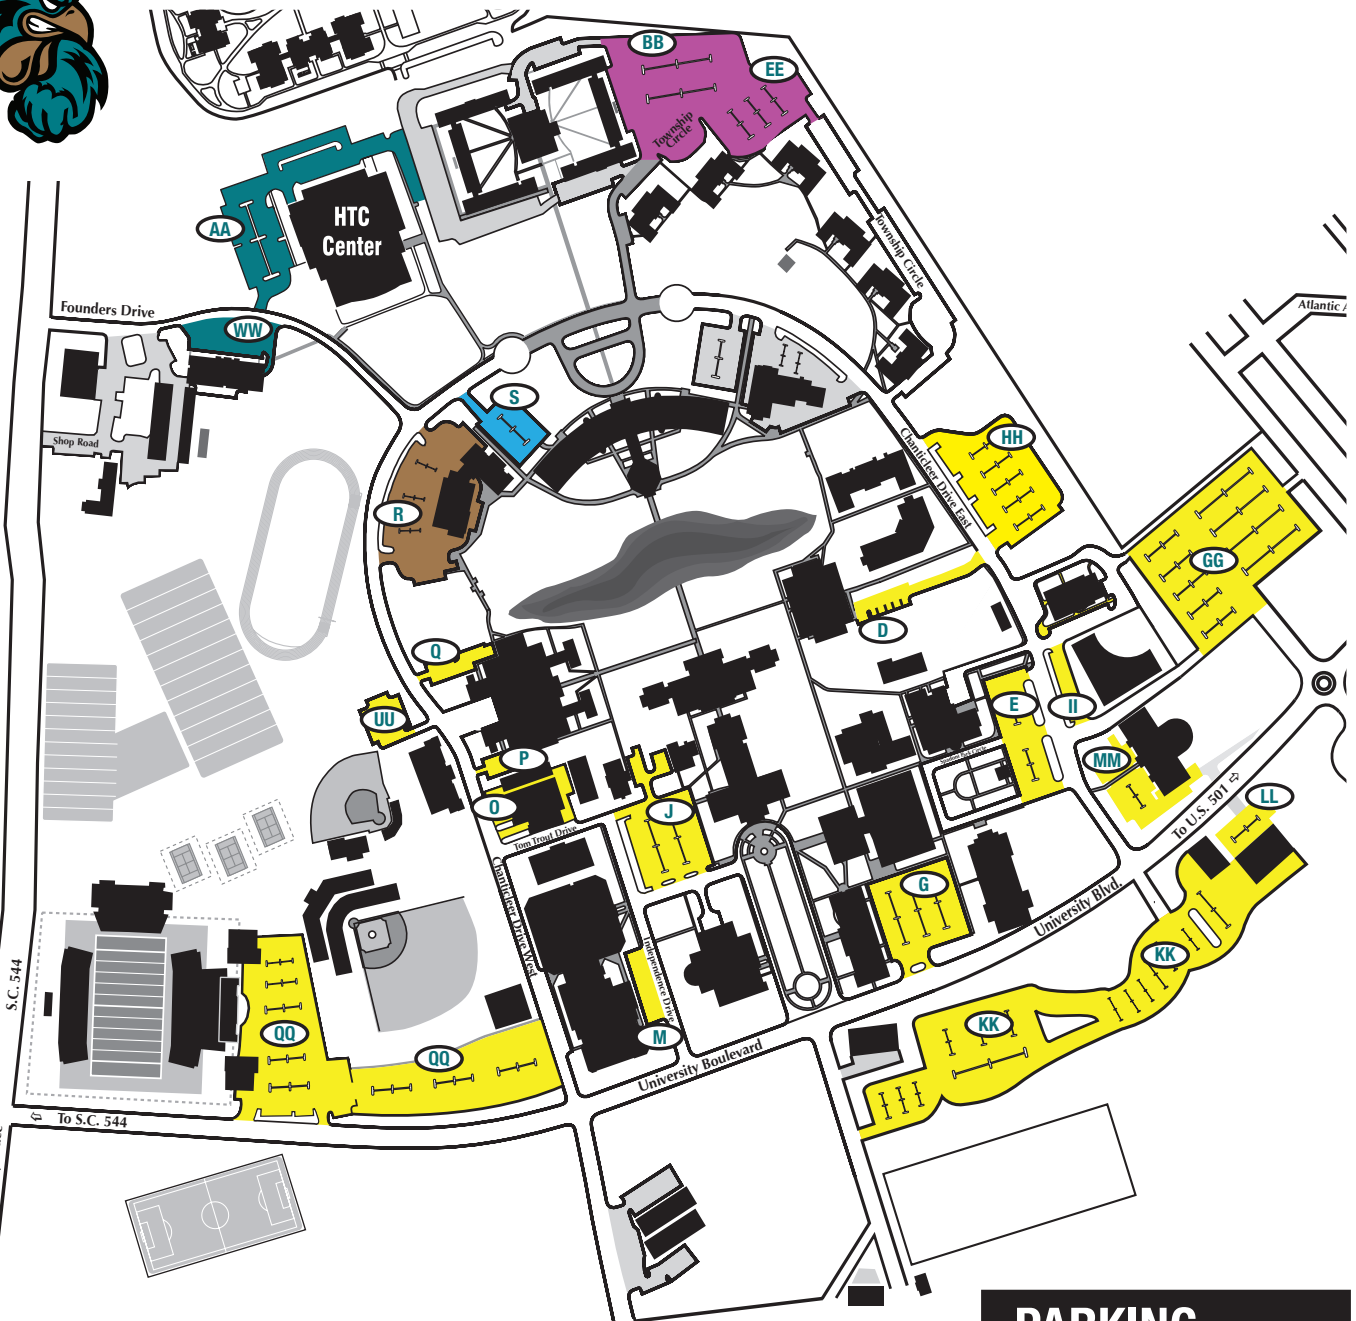 BB
EE
Township
Circle
HTC
Center
AA
Township Circle
Founders Drive
WW
Atlantic A
S
Shop Road
Chanticleer Drive East
HH
R
GG
D
Q
UU
E
II
P
MM
O
J
LL
Tom Trout Drive
To U.S. 501
G
University Blvd.
Chanticleer Drive West
Independence Drive
KK
S.C. 544
KK
QQ
QQ
M
University Boulevard
To S.C. 544
PARKING